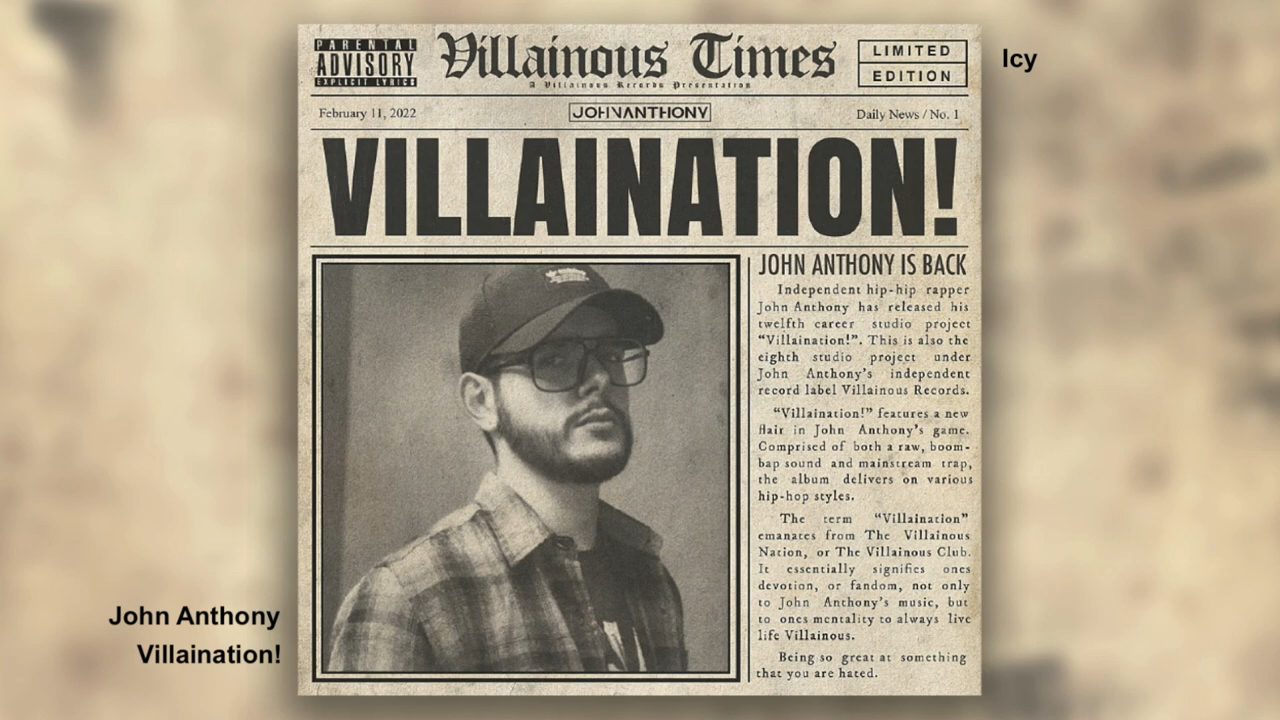 PARENTAL
ADVISORY
EXPLICIT LYRICS
Villainous Times
A Villainous Records Presentation
LIMITED
EDITION
Icy
February 11, 2022
JOHNANTHONY
Daily News / No. 1
VILLAINATION!
JOHN ANTHONY IS BACK
Independent hip-hip rapper
John Anthony has released his
twelfth career studio project
“Villaination!”. This is also the
eighth studio project under
John Anthony’s independent
record label Villainous Records.
“Villaination!” features a new
flair in John Anthony’s game.
Comprised of both a raw, boom-
bap sound and mainstream trap,
the album delivers on various
hip-hop styles.
The term “Villaination”
emanates from The Villainous
Nation, or The Villainous Club.
It essentially signifies ones
devotion, or fandom, not only
to John Anthony’s music, but
to ones mentality to always live
life Villainous.
Being so great at something
that you are hated.
John Anthony
Villaination!